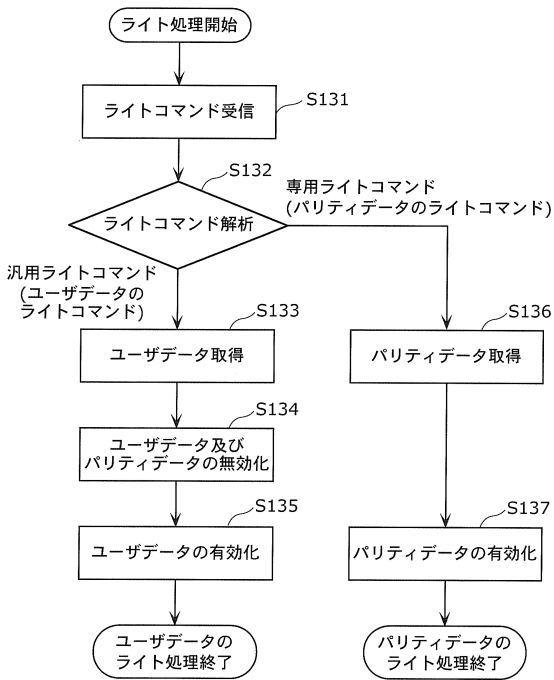 ライト処理開始
ライトコマンド受信
S131
S132
ライトコマンド解析
専用ライトコマンド
(パリティデータのライトコマンド)
汎用ライトコマンド
(ユーザデータの
ライトコマンド)
S133
ユーザデータ取得
S134
ユーザデータ及び
パリティデータの無効化
S135
ユーザデータの有効化
ユーザデータの
ライト処理終了
S136
パリティデータ取得
S137
パリティデータの有効化
パリティデータの
ライト処理終了